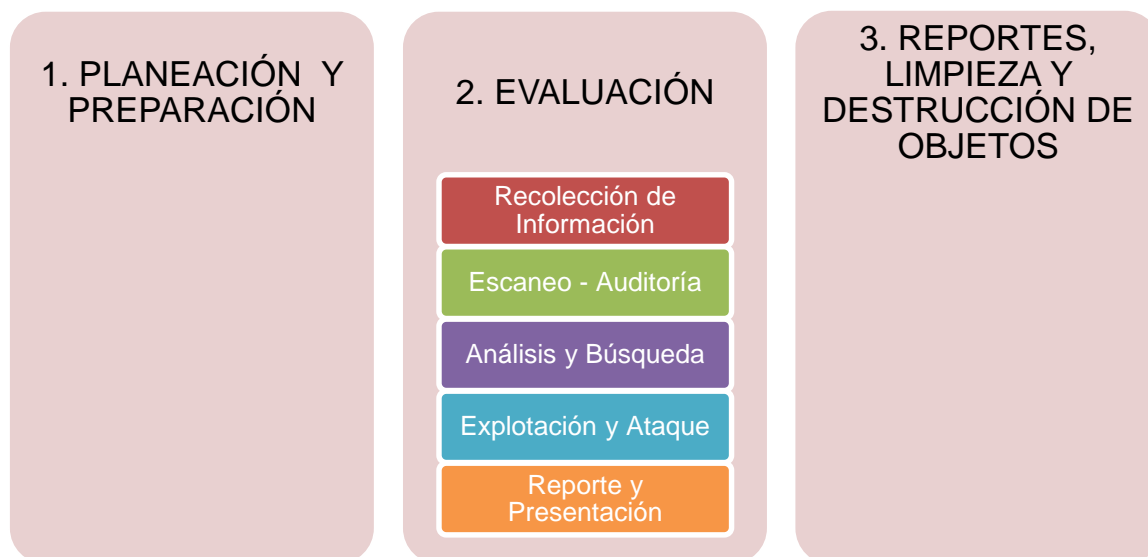 1. PLANEACIÓN Y
PREPARACIÓN
2. EVALUACIÓN
Recolección de
Información
Escaneo - Auditoría
Análisis y Búsqueda
Explotación y Ataque
Reporte y
Presentación
3. REPORTES,
LIMPIEZA Y
DESTRUCCIÓN DE
OBJETOS